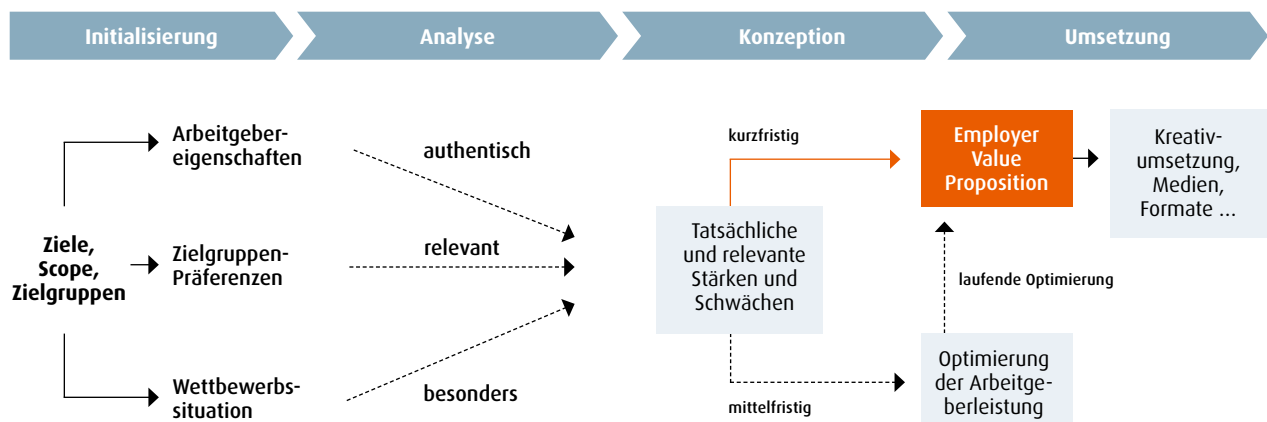 Initialisierung
Analyse
Konzeption
Umsetzung
Ziele,
Scope,
Zielgruppen
Arbeitgeber-
eigenschaften
Zielgruppen-
Präferenzen
Wettbewerbs-
situation
authentisch
relevant
besonders
Tatsächliche
und relevante
Stärken und
Schwächen
kurzfristig
mittelfristig
Employer
Value
Proposition
laufende Optimierung
Optimierung
der Arbeitge-
berleistung
Kreativ-
umsetzung,
Medien,
Formate ...